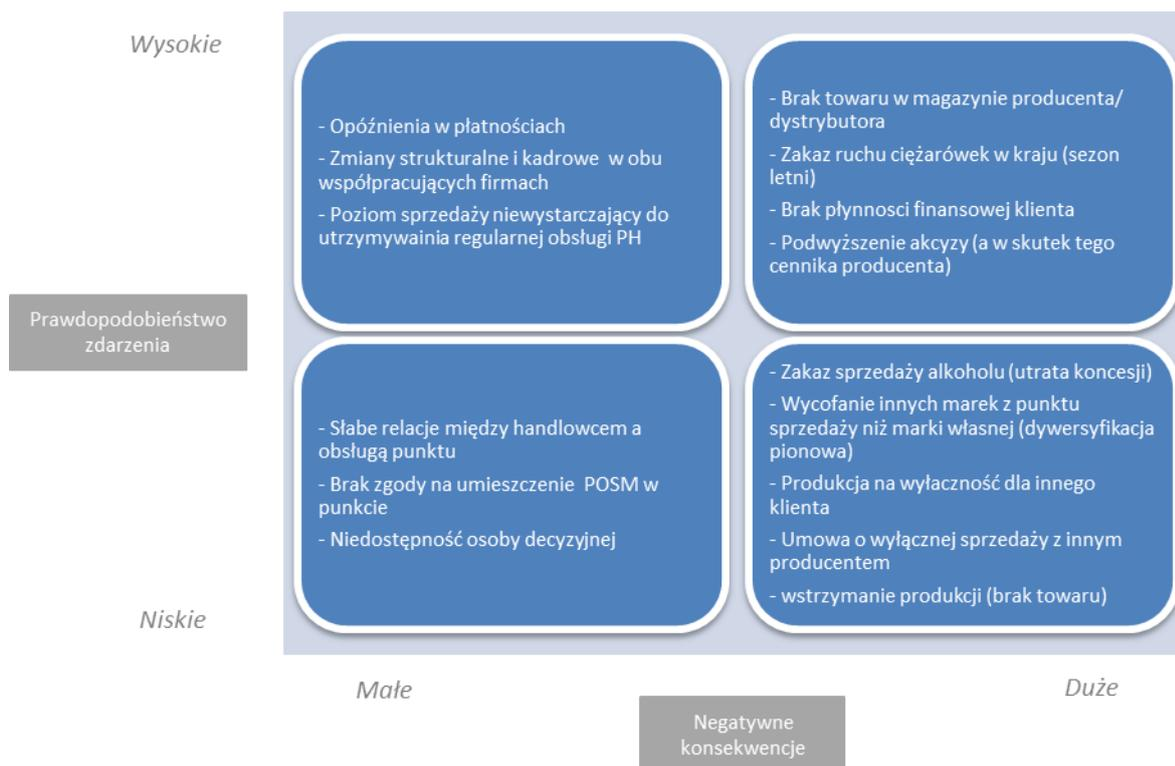 Wysokie
- Opóźnienia w płatnościach
- Zmiany strukturalne i kadrowe w obu
współpracujących firmach
- Poziom sprzedaży niewystarczający do
utrzymywainia regularnej obsługi PH
- Brak towaru w magazynie producenta/
dystrybutora
- Zakaz ruchu ciężarówek w kraju (sezon
letni)
- Brak płynnosci finansowej klienta
- Podwyższenie akcyzy (a w skutek tego
cennika producenta)
Prawdopodobieństwo
zdarzenia
- Słabe relacje między handlowcem a
obsługą punktu
- Brak zgody na umieszczenie POSM w
punkcie
- Niedostępność osoby decyzyjnej
- Zakaz sprzedaży alkoholu (utrata koncesji)
- Wycofanie innych marek z punktu
sprzedaży niż marki własnej (dywersyfikacja
pionowa)
- Produkcja na wyłaczność dla innego
klienta
- Umowa o wyłącznej sprzedaży z innym
producentem
- wstrzymanie produkcji (brak towaru)
Niskie
Małe
Duże
Negatywne
konsekwencje